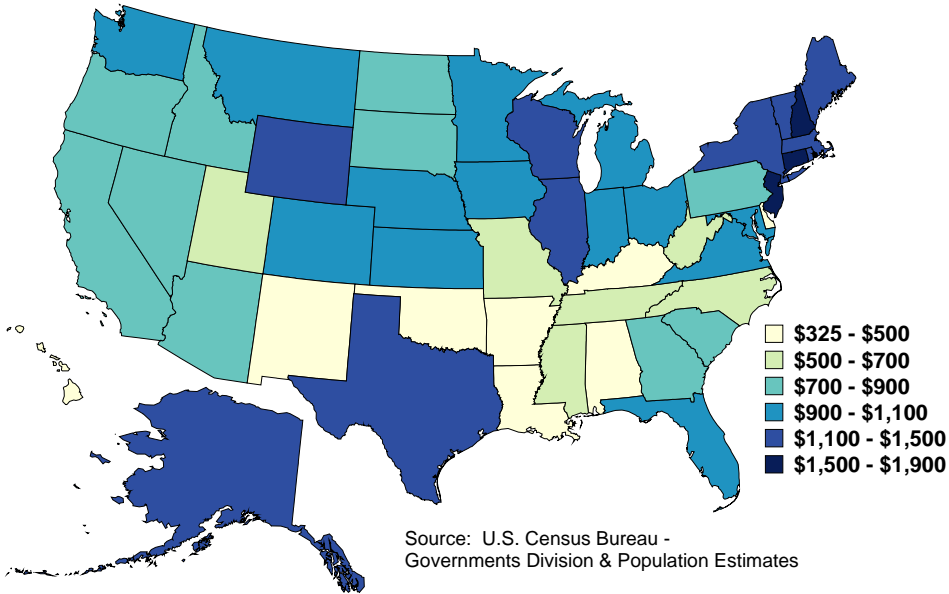 $325 - $500
$500 - $700
$700 - $900
$900 - $1,100
$1,100 - $1,500
$1,500 - $1,900
Source:  U.S. Census Bureau -
Governments Division & Population Estimates